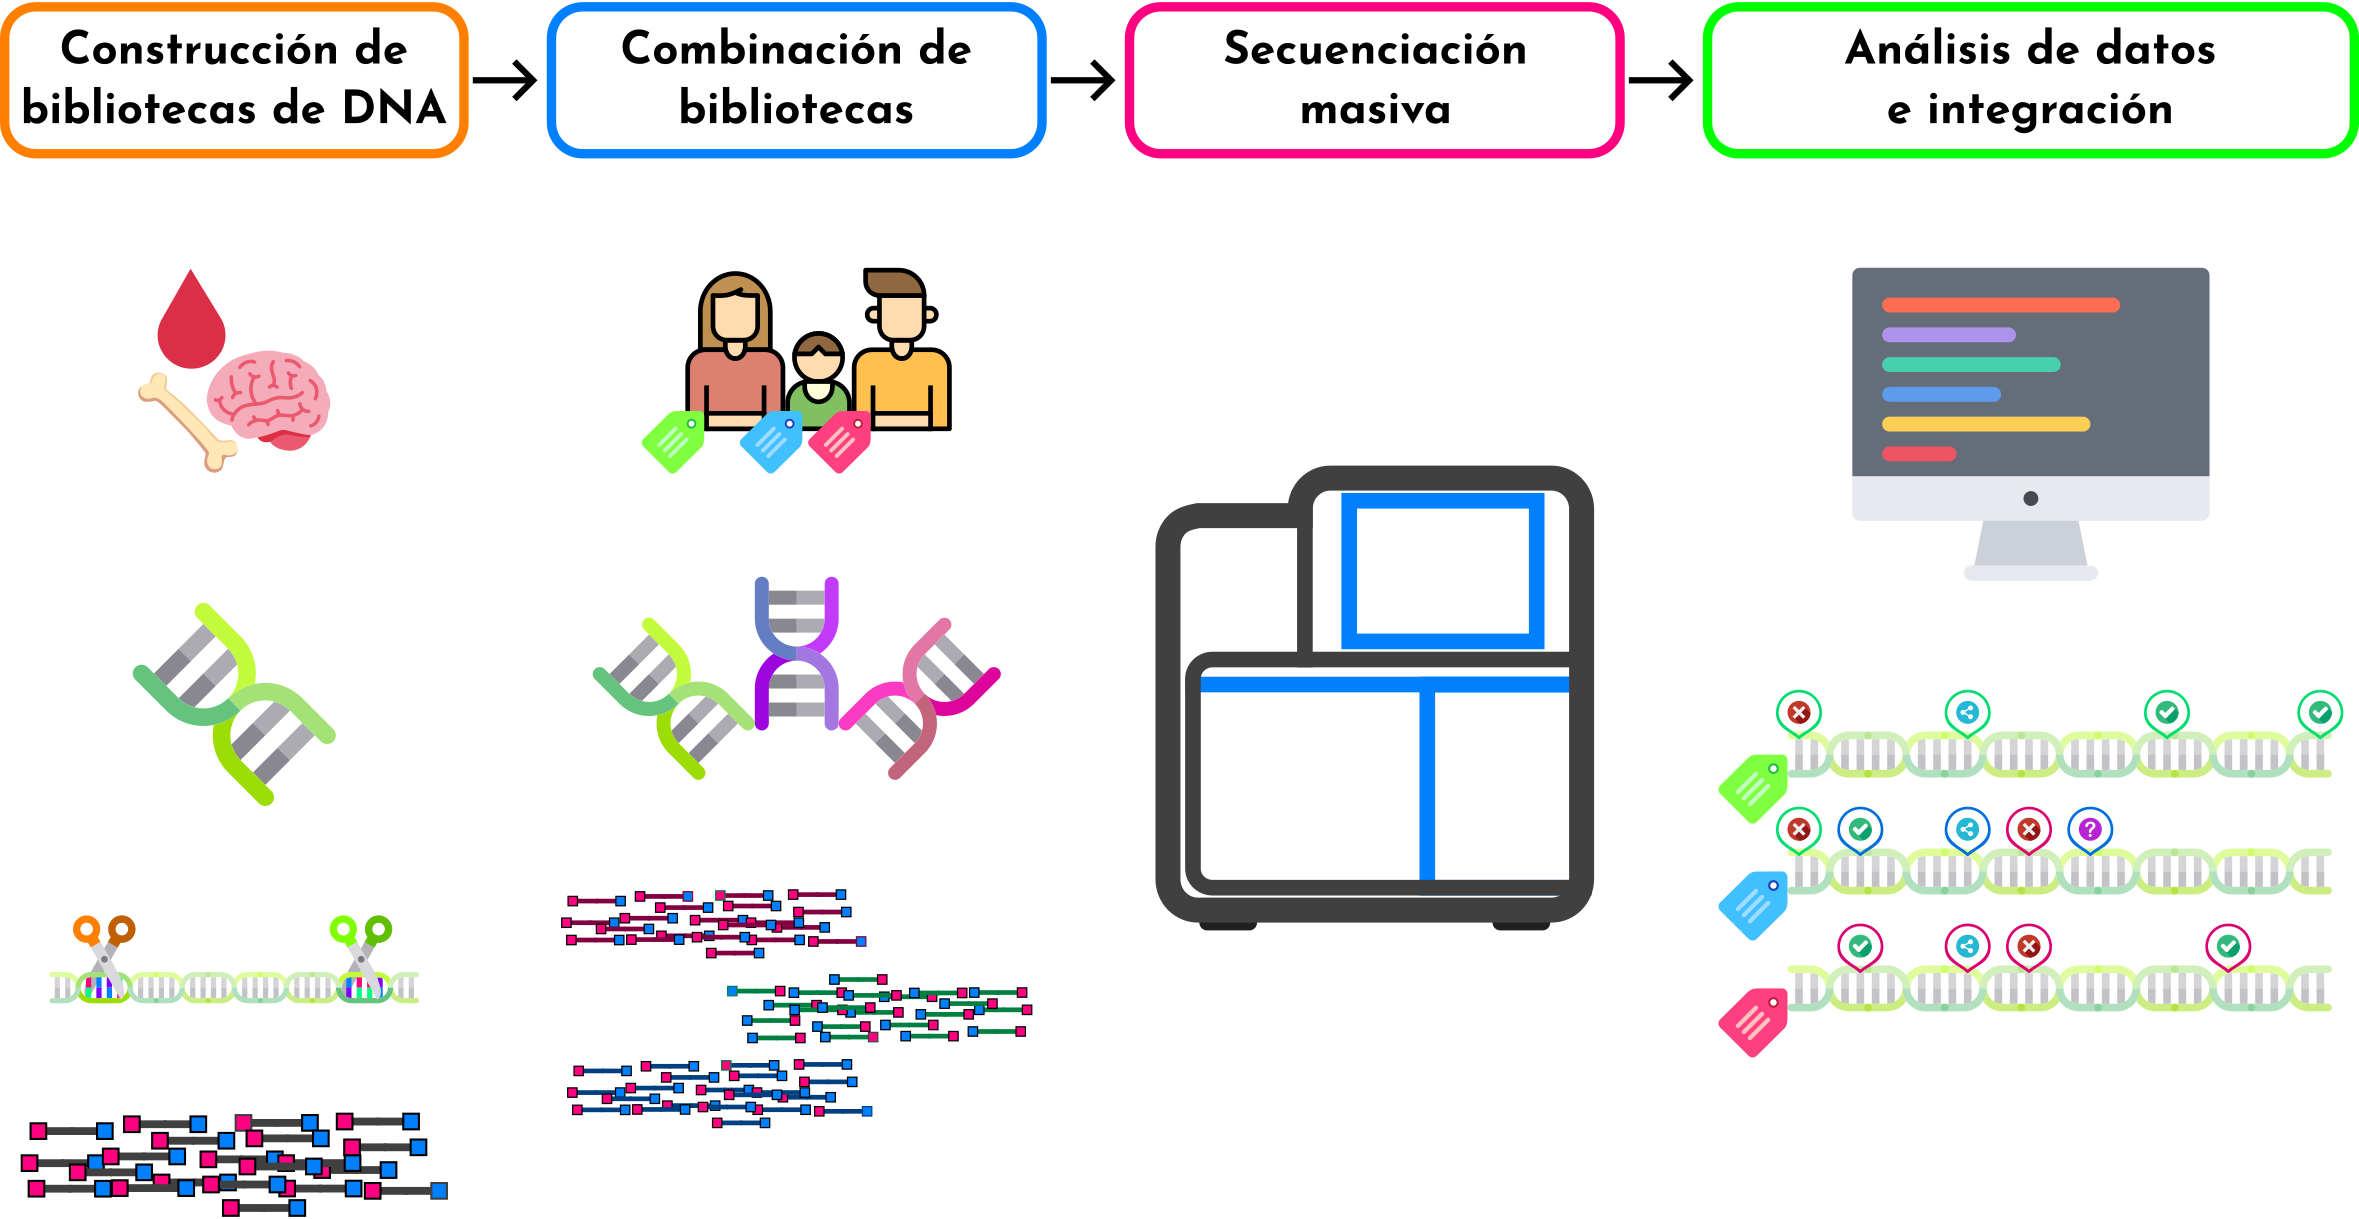 Construcción de
bibliotecas de DNA
Combinación de
bibliotecas
Secuenciación
masiva
Análisis de datos
e integración
?